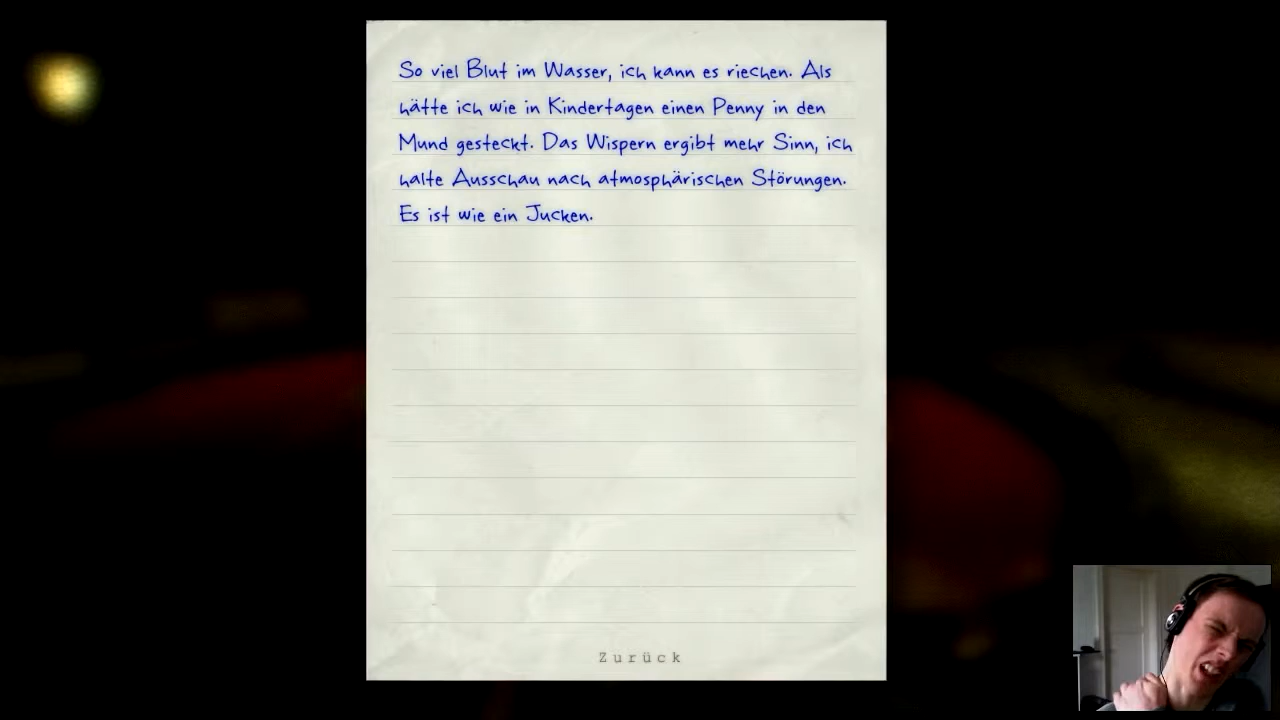 So viel Blut im Wasser, ich kann es riechen. Als
hätte ich wie in Kindertagen einen Penny in den
Mund gesteckt. Das Wispern ergibt mehr Sinn, ich
halte Ausschau nach atmosphärischen Störungen.
Es ist wie ein Jucken.
Zurück